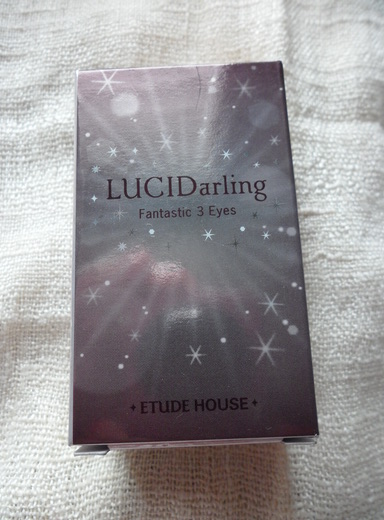 LUCIDarling
Fantastic 3 Eyes
ETUDE HOUSE